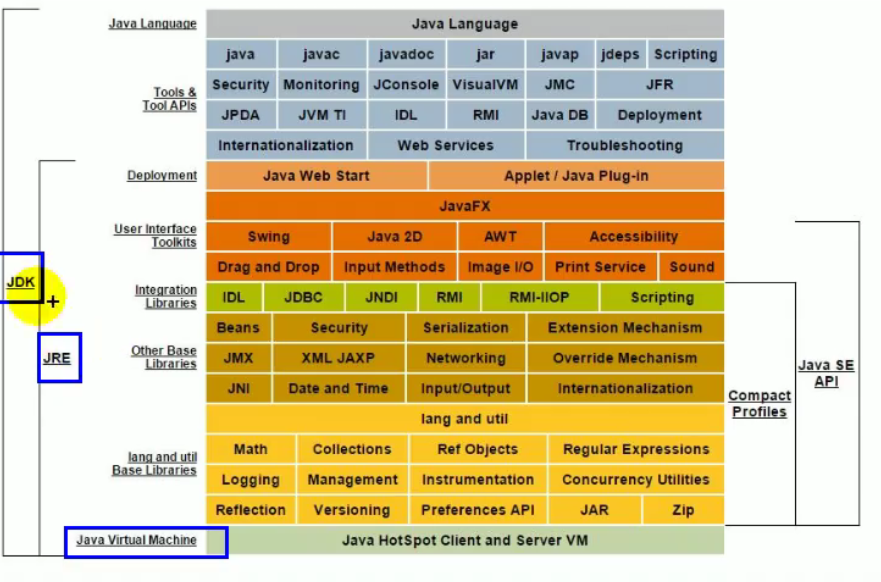 Java Language Java Language
java javac javadoc jar javap jdeps Scripting
Security Monitoring JConsole VisualVM JMC JFR
Tools &
Tool APIs
JPDA JVM TI IDL RMI Java DB Deployment
Internationalization Web Services Troubleshooting
Deployment Java Web Start Applet / Java Plug-in
JavaFX
User Interface
Toolkits
Swing Java 2D AWT Accessibility
Drag and Drop Input Methods Image I/O Print Service Sound
JDK
Integration
Libraries
IDL JDBC JNDI RMI RMI-IIOP Scripting
Beans Security Serialization Extension Mechanism
JRE
Other Base
Libraries
JMX XML JAXP Networking Override Mechanism
Java SE
API
JNI Date and Time Input/Output Internationalization
Compact
Profiles
lang and util
Math Collections Ref Objects Regular Expressions
lang and util
Base Libraries
Logging Management Instrumentation Concurrency Utilities
Reflection Versioning Preferences API JAR Zip
Java Virtual Machine Java HotSpot Client and Server VM